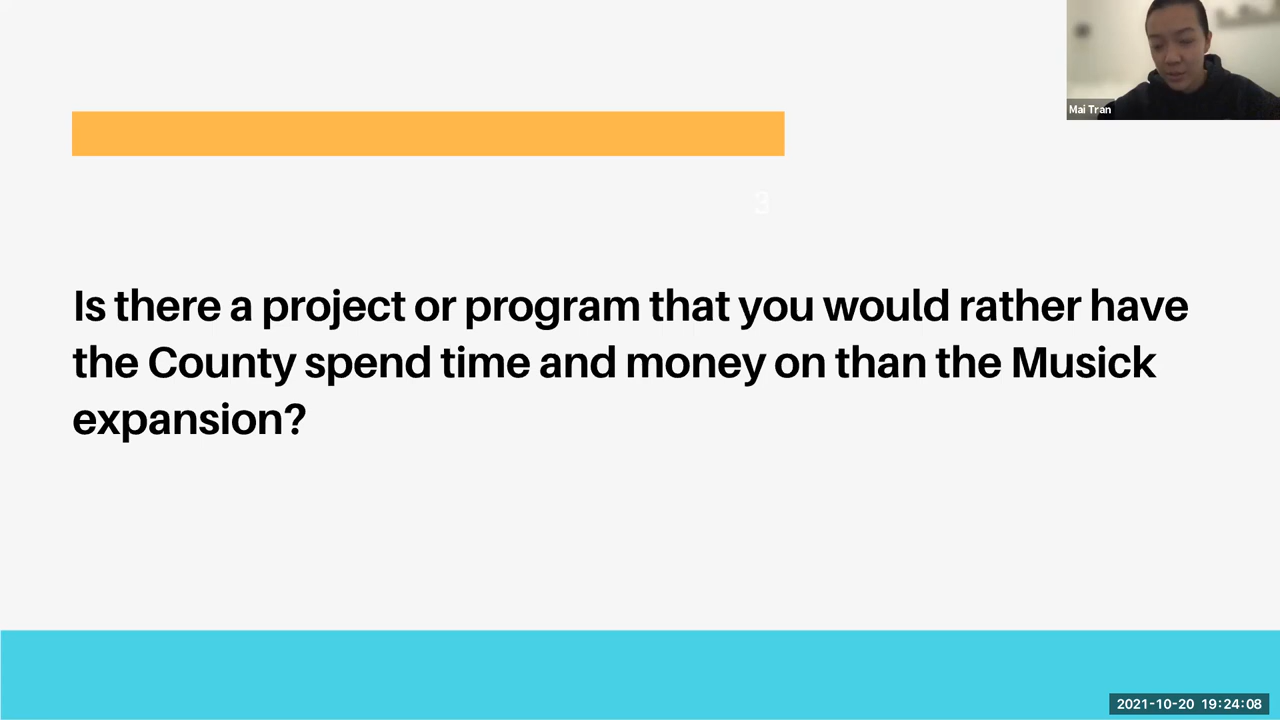 Mai Tran
3
Is there a project or program that you would rather have
the County spend time and money on than the Musick
expansion?
2021-10-20 19:24:08